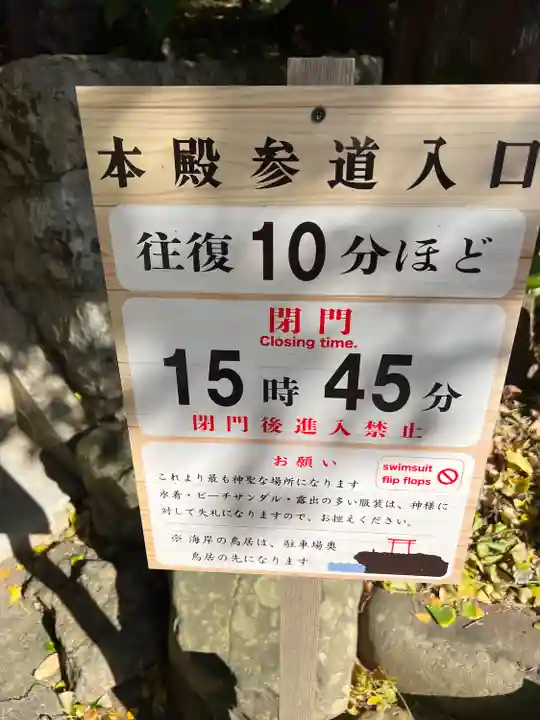 本殿参道入口
往復10分ほど
閉門
Closing time.
15時45分
閉門後進入禁止
お願い
swimsuit
flip flops
これより最も神聖な場所になります
水着・ビーチサンダル・露出の多い服装は、神様に
対して失礼になりますので、お控えください。
※ 海岸の鳥居は、駐車場奥
鳥居の先になります